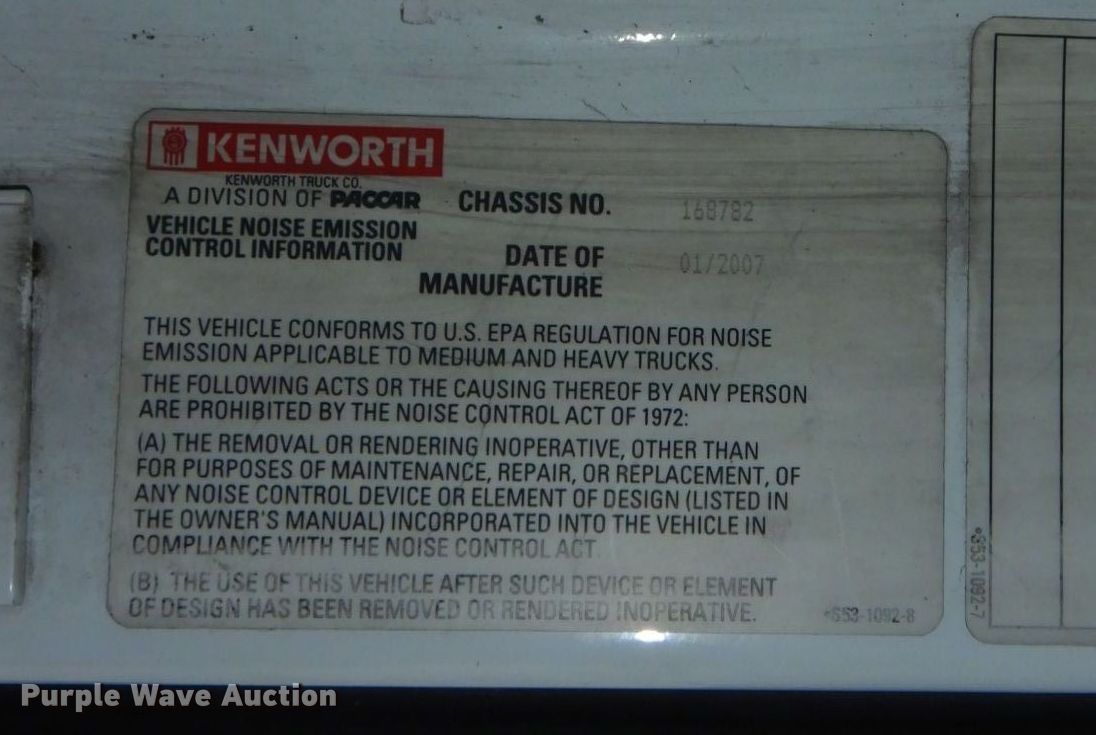 KENWORTH
KENWORTH TRUCK CO.
A DIVISION OF PACCAR
CHASSIS NO. 168782
VEHICLE NOISE EMISSION
CONTROL INFORMATION
DATE OF
MANUFACTURE
01/2007
THIS VEHICLE CONFORMS TO U.S. EPA REGULATION FOR NOISE
EMISSION APPLICABLE TO MEDIUM AND HEAVY TRUCKS.
THE FOLLOWING ACTS OR THE CAUSING THEREOF BY ANY PERSON
ARE PROHIBITED BY THE NOISE CONTROL ACT OF 1972:
(A) THE REMOVAL OR RENDERING INOPERATIVE, OTHER THAN
FOR PURPOSES OF MAINTENANCE, REPAIR, OR REPLACEMENT, OF
ANY NOISE CONTROL DEVICE OR ELEMENT OF DESIGN (LISTED IN
THE OWNER'S MANUAL) INCORPORATED INTO THE VEHICLE IN
COMPLIANCE WITH THE NOISE CONTROL ACT.
(B) THE USE OF THIS VEHICLE AFTER SUCH DEVICE OR ELEMENT
OF DESIGN HAS BEEN REMOVED OR RENDERED INOPERATIVE.
*S53-1092-8
*S53-1092-7
Purple Wave Auction